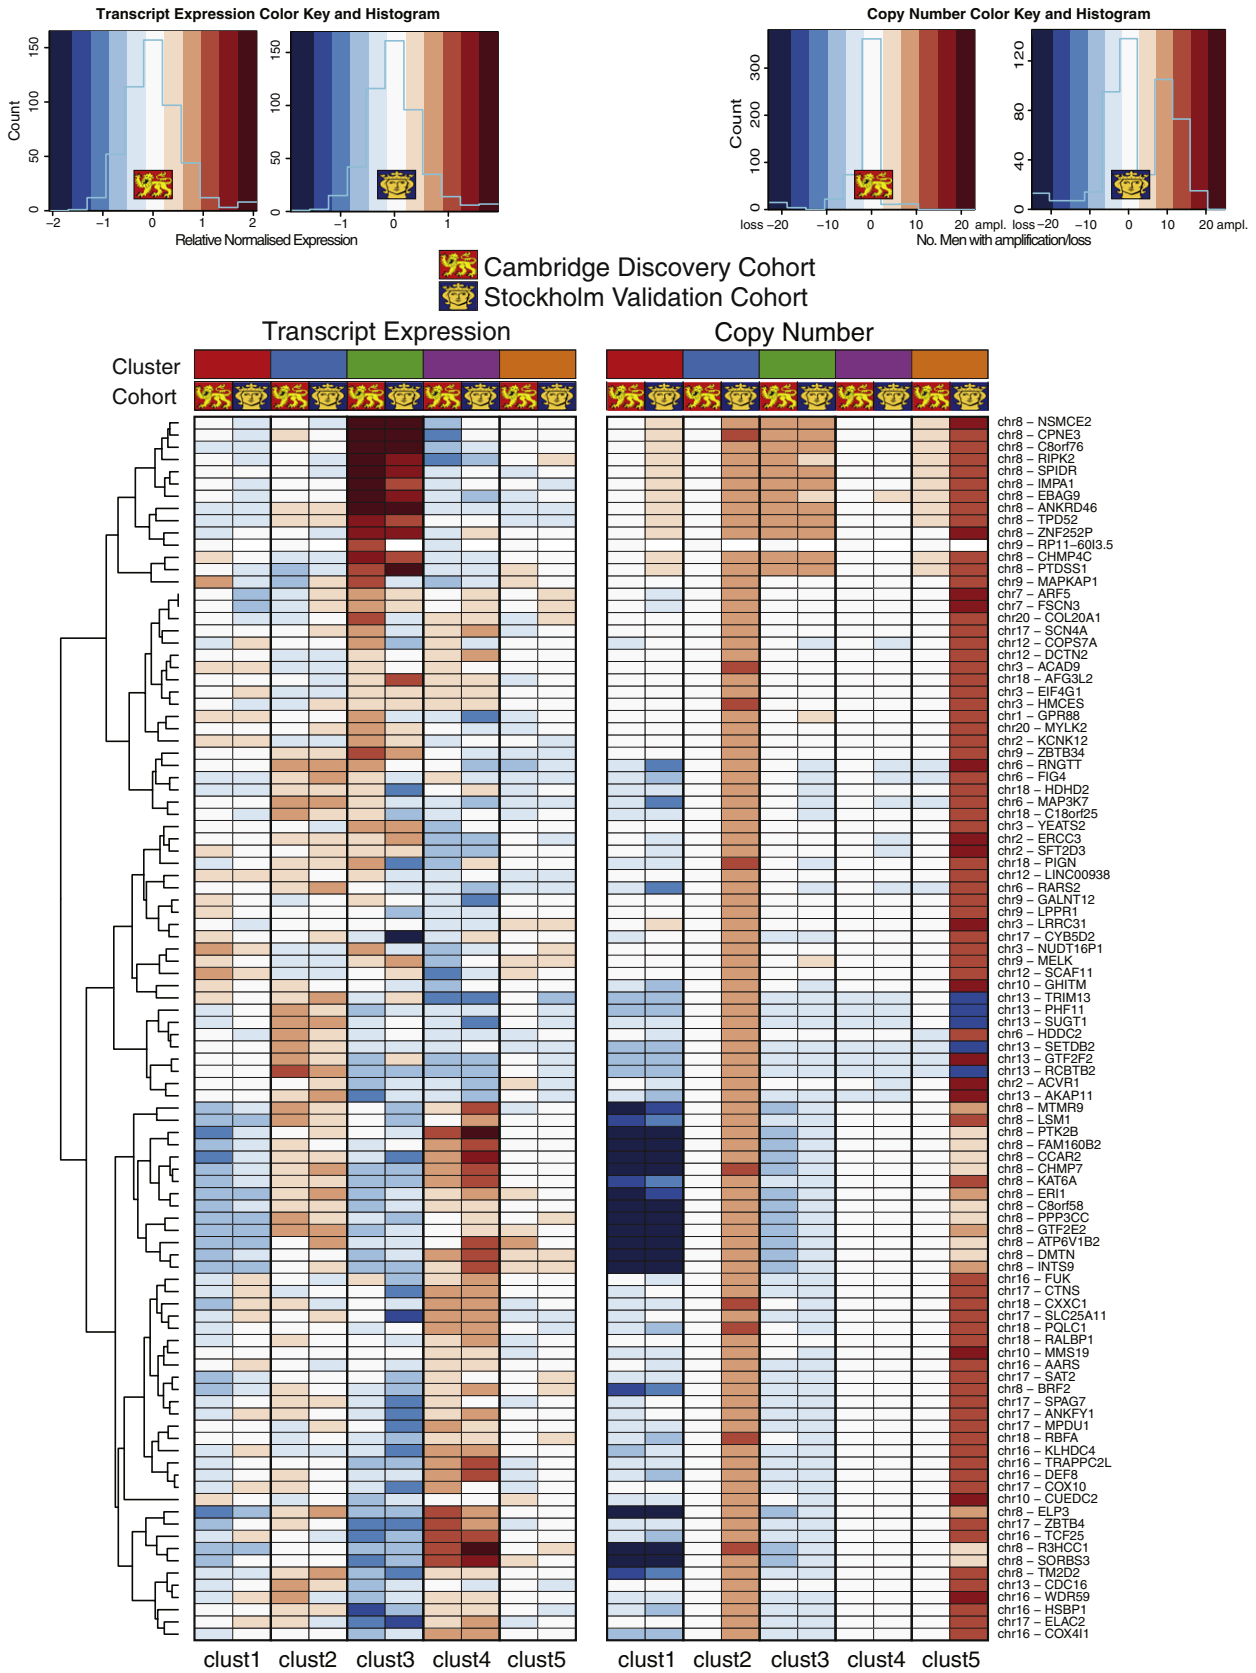 Transcript Expression Color Key and Histogram
Copy Number Color Key and Histogram
Count
0 50 100 150
−2 −1 0 1 2
0 50 100 150
−1 0 1
Relative Normalised Expression
Count
0 100 200 300
loss −20 −10 0 10 20 ampl.
0 40 80 120
loss −20 −10 0 10 20 ampl.
No. Men with amplification/loss
Cambridge Discovery Cohort
Stockholm Validation Cohort
Transcript Expression
Copy Number
Cluster
Cohort
chr8 − NSMCE2
chr8 − CPNE3
chr8 − C8orf76
chr8 − RIPK2
chr8 − SPIDR
chr8 − IMPA1
chr8 − EBAG9
chr8 − ANKRD46
chr8 − TPD52
chr8 − ZNF252P
chr9 − RP11−60I3.5
chr8 − CHMP4C
chr8 − PTDSS1
chr9 − MAPKAP1
chr7 − ARF5
chr7 − FSCN3
chr20 − COL20A1
chr17 − SCN4A
chr12 − COPS7A
chr12 − DCTN2
chr3 − ACAD9
chr18 − AFG3L2
chr3 − EIF4G1
chr3 − HMCES
chr1 − GPR88
chr20 − MYLK2
chr2 − KCNK12
chr9 − ZBTB34
chr6 − RNGTT
chr6 − FIG4
chr18 − HDHD2
chr6 − MAP3K7
chr18 − C18orf25
chr3 − YEATS2
chr2 − ERCC3
chr2 − SFT2D3
chr18 − PIGN
chr12 − LINC00938
chr6 − RARS2
chr9 − GALNT12
chr9 − LPPR1
chr3 − LRRC31
chr17 − CYB5D2
chr3 − NUDT16P1
chr9 − MELK
chr12 − SCAF11
chr10 − GHITM
chr13 − TRIM13
chr13 − PHF11
chr13 − SUGT1
chr6 − HDDC2
chr13 − SETDB2
chr13 − GTF2F2
chr13 − RCBTB2
chr2 − ACVR1
chr13 − AKAP11
chr8 − MTMR9
chr8 − LSM1
chr8 − PTK2B
chr8 − FAM160B2
chr8 − CCAR2
chr8 − CHMP7
chr8 − KAT6A
chr8 − ERI1
chr8 − C8orf58
chr8 − PPP3CC
chr8 − GTF2E2
chr8 − ATP6V1B2
chr8 − DMTN
chr8 − INTS9
chr16 − FUK
chr17 − CTNS
chr18 − CXXC1
chr17 − SLC25A11
chr18 − PQLC1
chr18 − RALBP1
chr10 − MMS19
chr16 − AARS
chr17 − SAT2
chr8 − BRF2
chr17 − SPAG7
chr17 − ANKFY1
chr17 − MPDU1
chr18 − RBFA
chr16 − KLHDC4
chr16 − TRAPPC2L
chr16 − DEF8
chr17 − COX10
chr10 − CUEDC2
chr8 − ELP3
chr17 − ZBTB4
chr16 − TCF25
chr8 − R3HCC1
chr8 − SORBS3
chr8 − TM2D2
chr13 − CDC16
chr16 − WDR59
chr16 − HSBP1
chr17 − ELAC2
chr16 − COX4I1
clust1 clust2 clust3 clust4 clust5
clust1 clust2 clust3 clust4 clust5